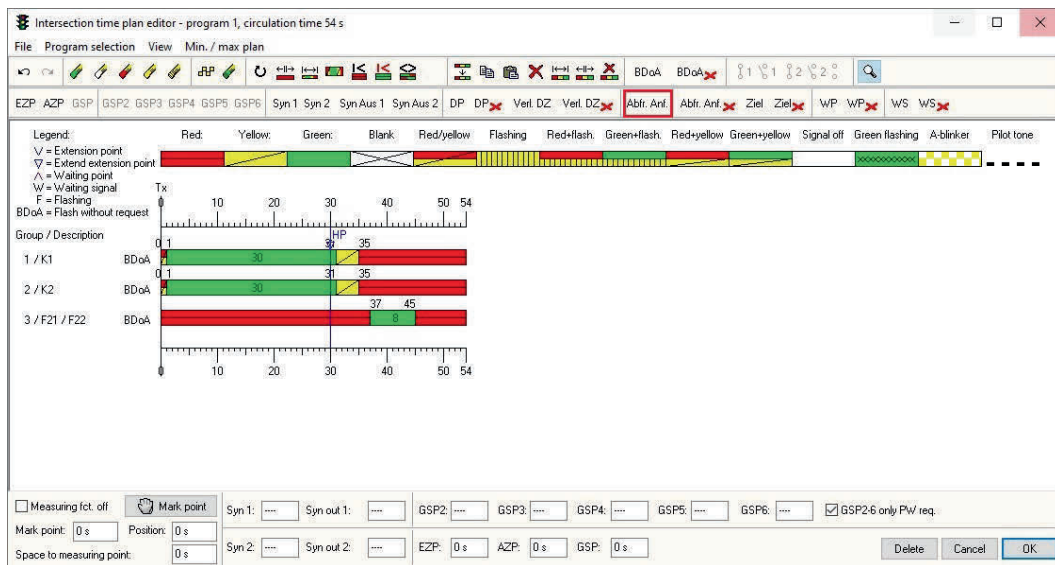 Intersection time plan editor - program 1, circulation time 54 s
File Program selection View Min. / max plan
BDoA BDoA 1 1 2 2
EZP AZP GSP GSP2 GSP3 GSP4 GSP5 GSP6 Syn 1 Syn 2 Syn Aus 1 Syn Aus 2 DP DP Verl. DZ Verl. DZ Abfr. Anf. Abfr. Anf. Ziel Ziel WP WP WS WS
Legend: Red: Yellow: Green: Blank Red/yellow Flashing Red+flash. Green+flash. Red+yellow Green+yellow Signal off Green flashing A-blinker Pilot tone
V = Extension point
▽ = Extend extension point
Λ = Waiting point
W = Waiting signal Tx
F = Flashing 0 10 20 30 40 50 54
BDoA = Flash without request
Group / Description HP
0 1 35
1 / K1 BDoA 30
0 1 31 35
2 / K2 BDoA 30
37 45
3 / F21 / F22 BDoA 8
0 10 20 30 40 50 54
Measuring fct. off Mark point Syn 1: ---- Syn out 1: ---- GSP2: ---- GSP3: ---- GSP4: ---- GSP5: ---- GSP6: ---- GSP2-6 only PW req.
Mark point: 0 s Position: 0 s
Space to measuring point: 0 s Syn 2: ---- Syn out 2: ---- EZP: 0 s AZP: 0 s GSP: 0 s Delete Cancel OK